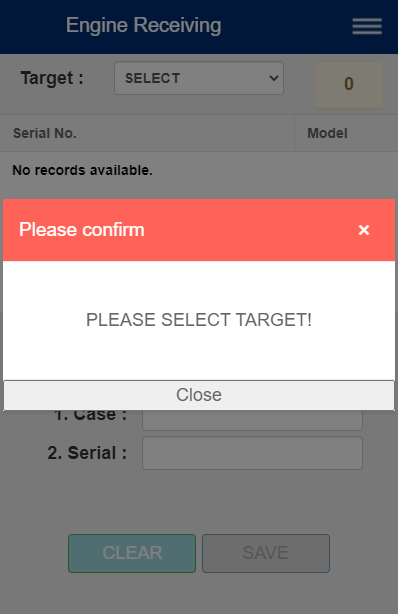 Engine Receiving
Target : SELECT 0
Serial No. Model
No records available.
Please confirm ×
PLEASE SELECT TARGET!
Close
1. Case :
2. Serial :
CLEAR SAVE